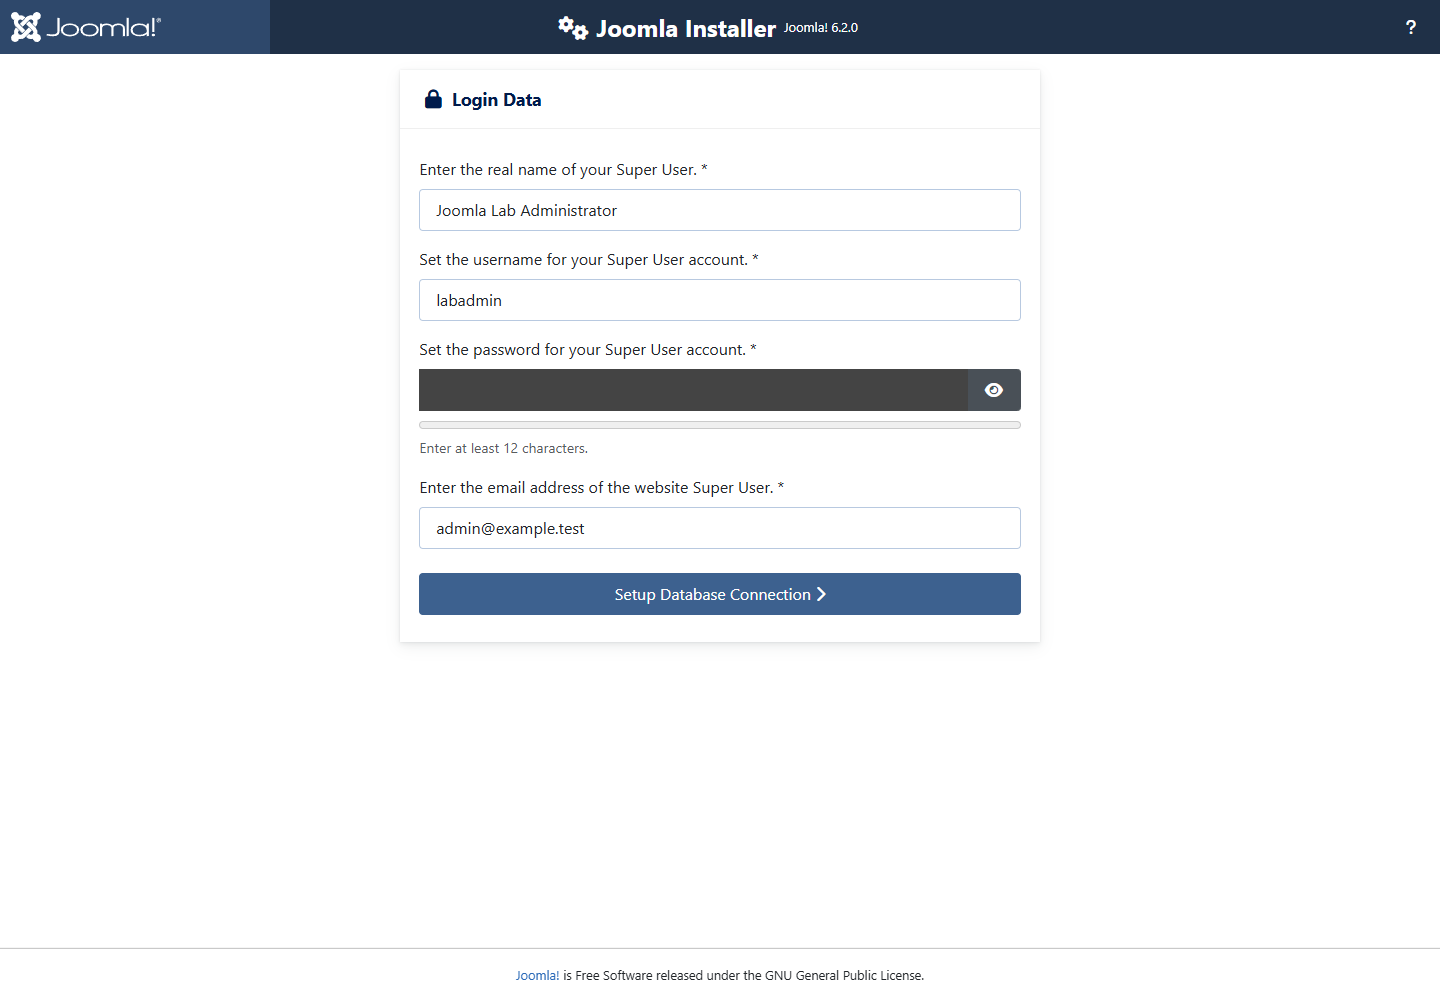 Joomla!®
Joomla Installer Joomla! 6.2.0
?
Login Data
Enter the real name of your Super User. *
Joomla Lab Administrator
Set the username for your Super User account. *
labadmin
Set the password for your Super User account. *
Enter at least 12 characters.
Enter the email address of the website Super User. *
admin@example.test
Setup Database Connection
Joomla! is Free Software released under the GNU General Public License.